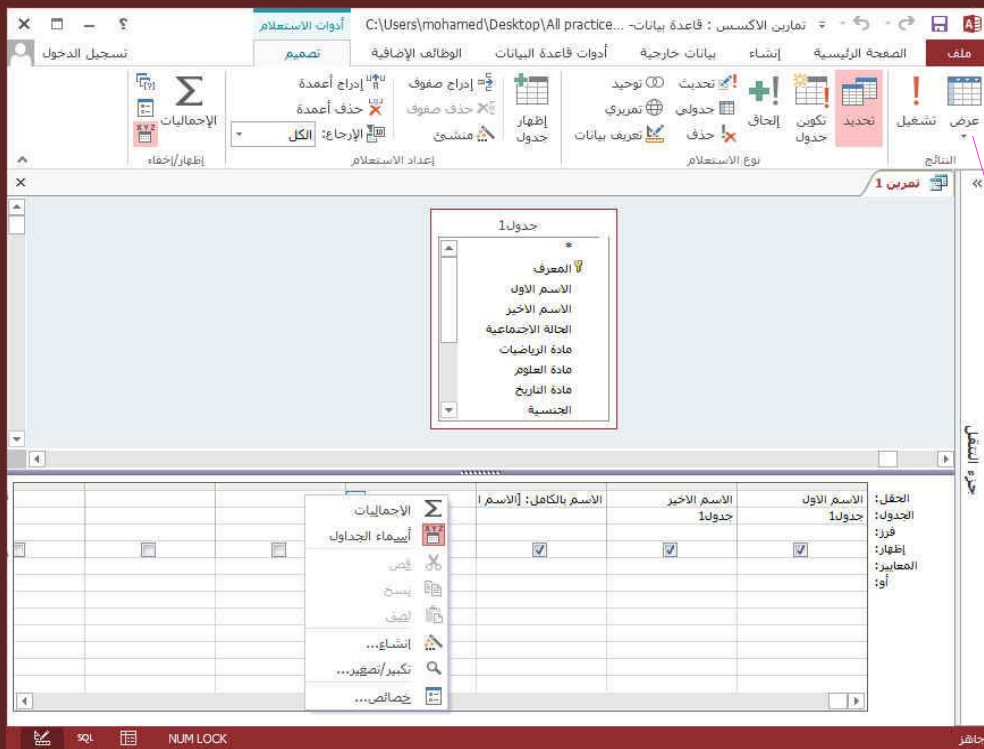 تمارين الاكسس : قاعدة بيانات- C:\Users\mohamed\Desktop\All practice...
أدوات الاستعلام
ملف
الصفحة الرئيسية
إنشاء
بيانات خارجية
أدوات قاعدة البيانات
الوظائف الإضافية
تصميم
تسجيل الدخول
عرض
تشغيل
النتائج
تحديد
تكوين جدول
إلحاق
تحديث
جدولي
حذف
توحيد
تمريري
تعريف بيانات
نوع الاستعلام
إظهار جدول
إدراج صفوف
حذف صفوف
منشئ
إدراج أعمدة
حذف أعمدة
الإرجاع: الكل
إعداد الاستعلام
الإجماليات
إظهار/إخفاء
تمرين 1
جزء التنقل
جدول1
*
المعرف
الاسم الاول
الاسم الاخير
الحالة الاجتماعية
مادة الرياضيات
مادة العلوم
مادة التاريخ
الجنسية
الحقل: الاسم الاول الاسم الاخير الاسم بالكامل: [الاسم ا
الجدول: جدول1 جدول1
فرز:
إظهار:
المعايير:
أو:
الإجماليات
أسماء الجداول
قص
نسخ
لصق
إنشاء...
تكبير/تصغير...
خصائص...
جاهز
NUM LOCK
SQL